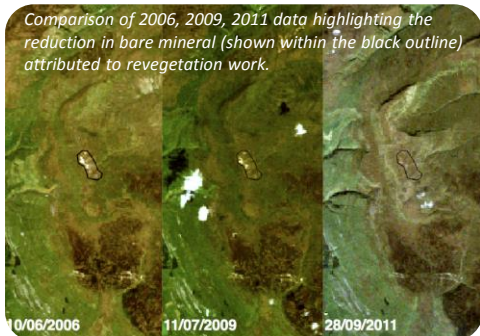 Comparison of 2006, 2009, 2011 data highlighting the
reduction in bare mineral (shown within the black outline)
attributed to revegetation work.
10/06/2006
11/07/2009
28/09/2011